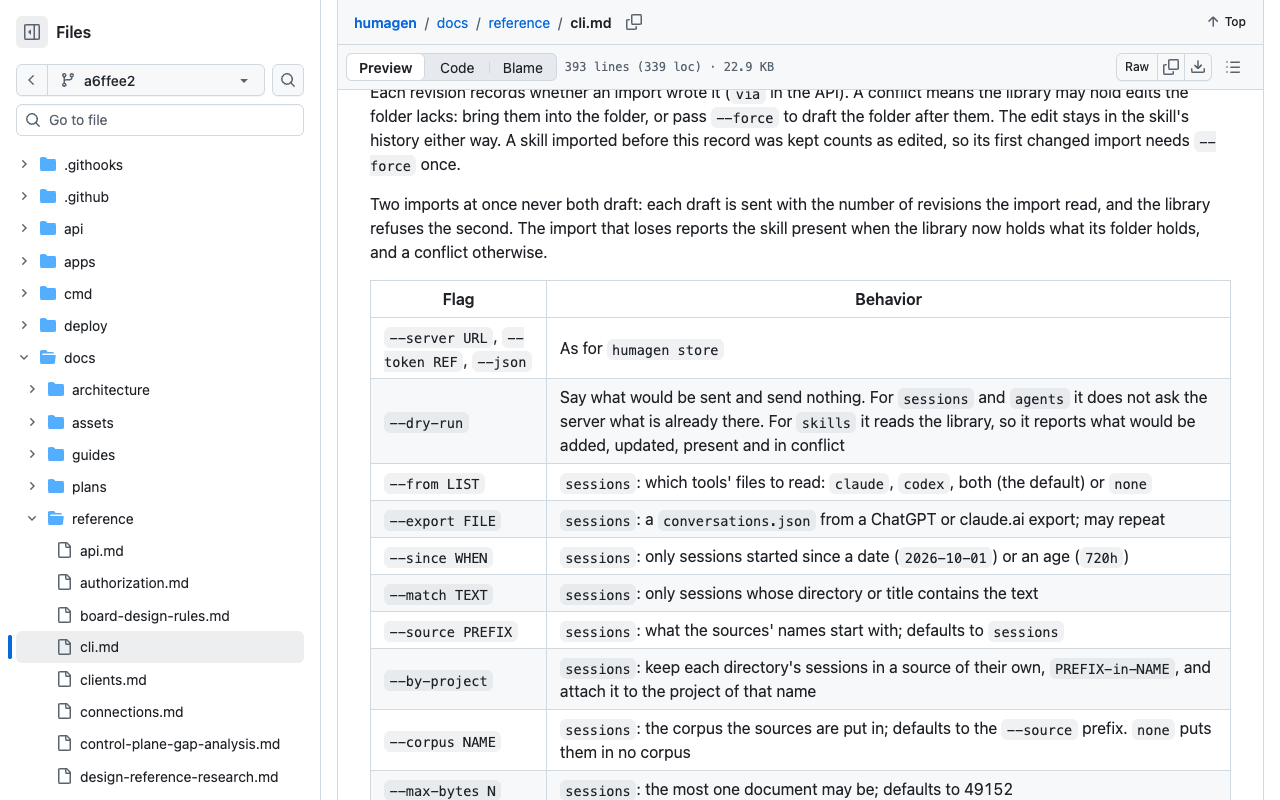 Files
humagen / docs / reference / cli.md
Top
a6ffee2
Preview Code Blame 393 lines (339 loc) · 22.9 KB
Raw
Go to file
.githooks
.github
api
apps
cmd
deploy
docs
architecture
assets
guides
plans
reference
api.md
authorization.md
board-design-rules.md
cli.md
clients.md
connections.md
control-plane-gap-analysis.md
design-reference-research.md
Each revision records whether an import wrote it ( via in the API). A conflict means the library may hold edits the
folder lacks: bring them into the folder, or pass --force to draft the folder after them. The edit stays in the skill's
history either way. A skill imported before this record was kept counts as edited, so its first changed import needs --
force once.
Two imports at once never both draft: each draft is sent with the number of revisions the import read, and the library
refuses the second. The import that loses reports the skill present when the library now holds what its folder holds,
and a conflict otherwise.
Flag Behavior
--server URL , --
token REF , --json
As for humagen store
--dry-run
Say what would be sent and send nothing. For sessions and agents it does not ask the
server what is already there. For skills it reads the library, so it reports what would be
added, updated, present and in conflict
--from LIST sessions : which tools' files to read: claude , codex , both (the default) or none
--export FILE sessions : a conversations.json from a ChatGPT or claude.ai export; may repeat
--since WHEN sessions : only sessions started since a date ( 2026-10-01 ) or an age ( 720h )
--match TEXT sessions : only sessions whose directory or title contains the text
--source PREFIX sessions : what the sources' names start with; defaults to sessions
--by-project
sessions : keep each directory's sessions in a source of their own, PREFIX-in-NAME , and
attach it to the project of that name
--corpus NAME
sessions : the corpus the sources are put in; defaults to the --source prefix. none puts
them in no corpus
--max-bytes N sessions : the most one document may be; defaults to 49152